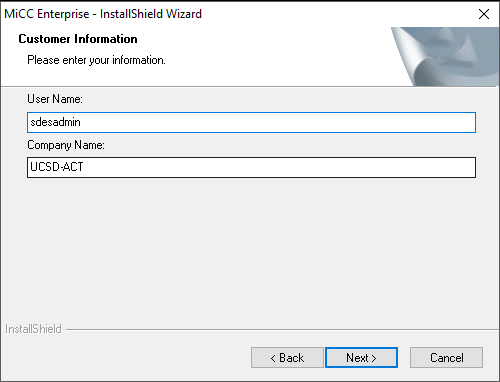 MiCC Enterprise - InstallShield Wizard
Customer Information
Please enter your information.
User Name:
sdesadmin
Company Name:
UCSD-ACT
InstallShield
< Back
Next >
Cancel